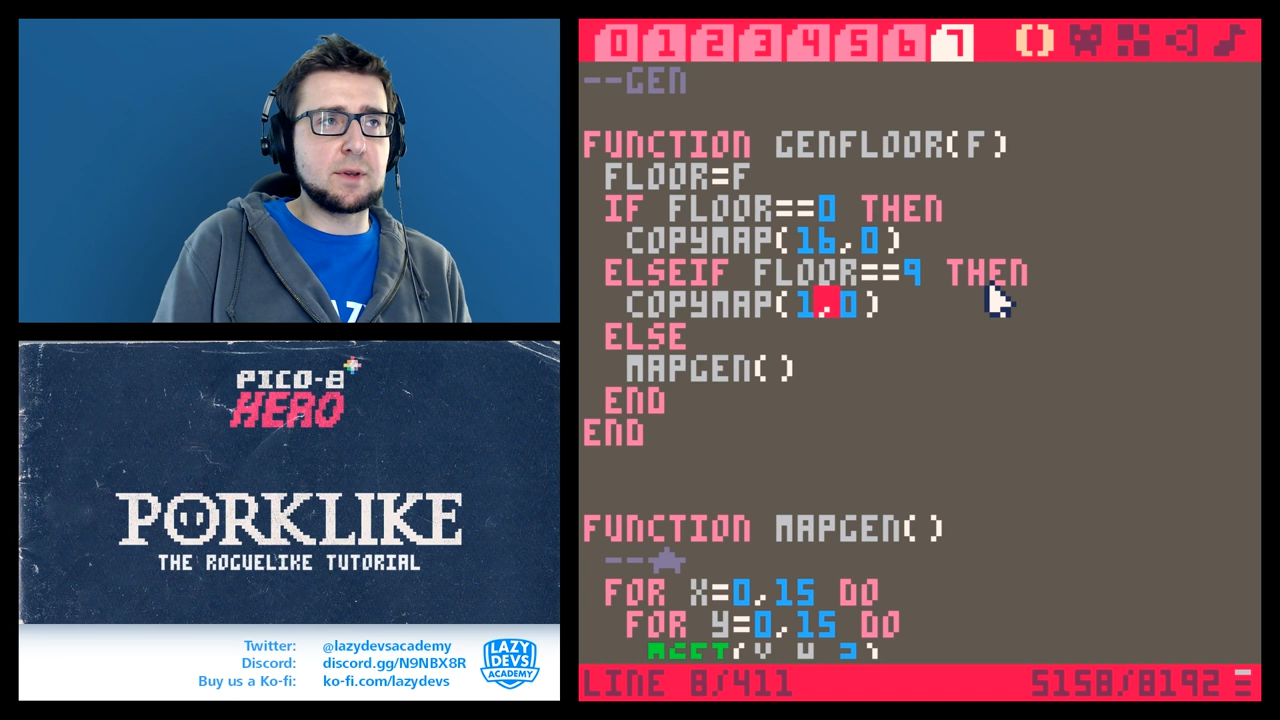 0 1 2 3 4 5 6 7
--GEN
FUNCTION GENFLOOR(F)
FLOOR=F
IF FLOOR==0 THEN
COPYMAP(16,0)
ELSEIF FLOOR==9 THEN
COPYMAP(1,0)
ELSE
MAPGEN()
END
END
FUNCTION MAPGEN()
--
FOR X=0,15 DO
FOR Y=0,15 DO
LINE 8/411
5158/8192
PICO-8
HERO
PORKLIKE
THE ROGUELIKE TUTORIAL
Twitter: @lazydevsacademy
Discord: discord.gg/N9NBX8R
Buy us a Ko-fi: ko-fi.com/lazydevs
LAZY
DEVS
ACADEMY